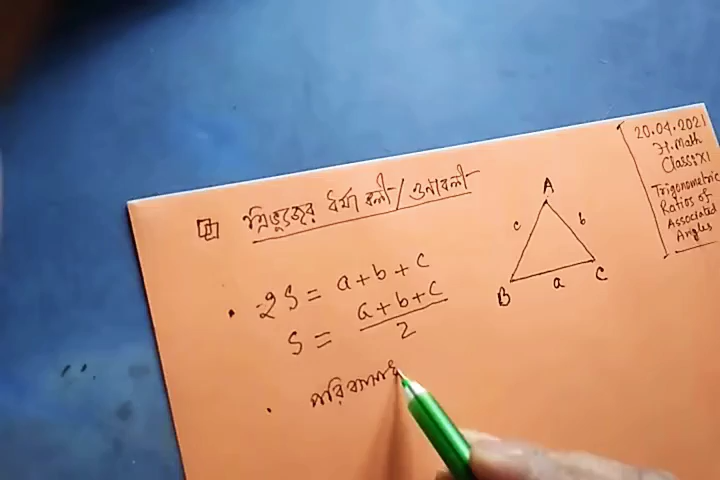 ত্রিভুজের ধর্মাবলী / গুনাবলী
2S = a+b+c
S = a+b+c / 2
A
c
b
B
a
C
20.04.2021
H.Math
Class:XI
Trigonometric
Ratios of
Associated
Angles